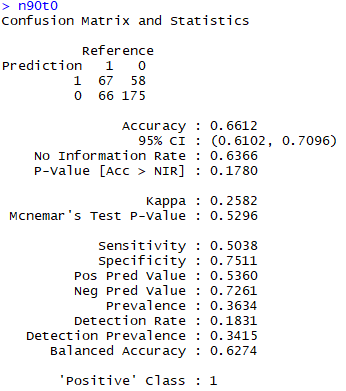 > n90t0
Confusion Matrix and Statistics
Reference
Prediction 1 0
1 67 58
0 66 175
Accuracy : 0.6612
95% CI : (0.6102, 0.7096)
No Information Rate : 0.6366
P-Value [Acc > NIR] : 0.1780
Kappa : 0.2582
Mcnemar's Test P-Value : 0.5296
Sensitivity : 0.5038
Specificity : 0.7511
Pos Pred Value : 0.5360
Neg Pred Value : 0.7261
Prevalence : 0.3634
Detection Rate : 0.1831
Detection Prevalence : 0.3415
Balanced Accuracy : 0.6274
'Positive' Class : 1